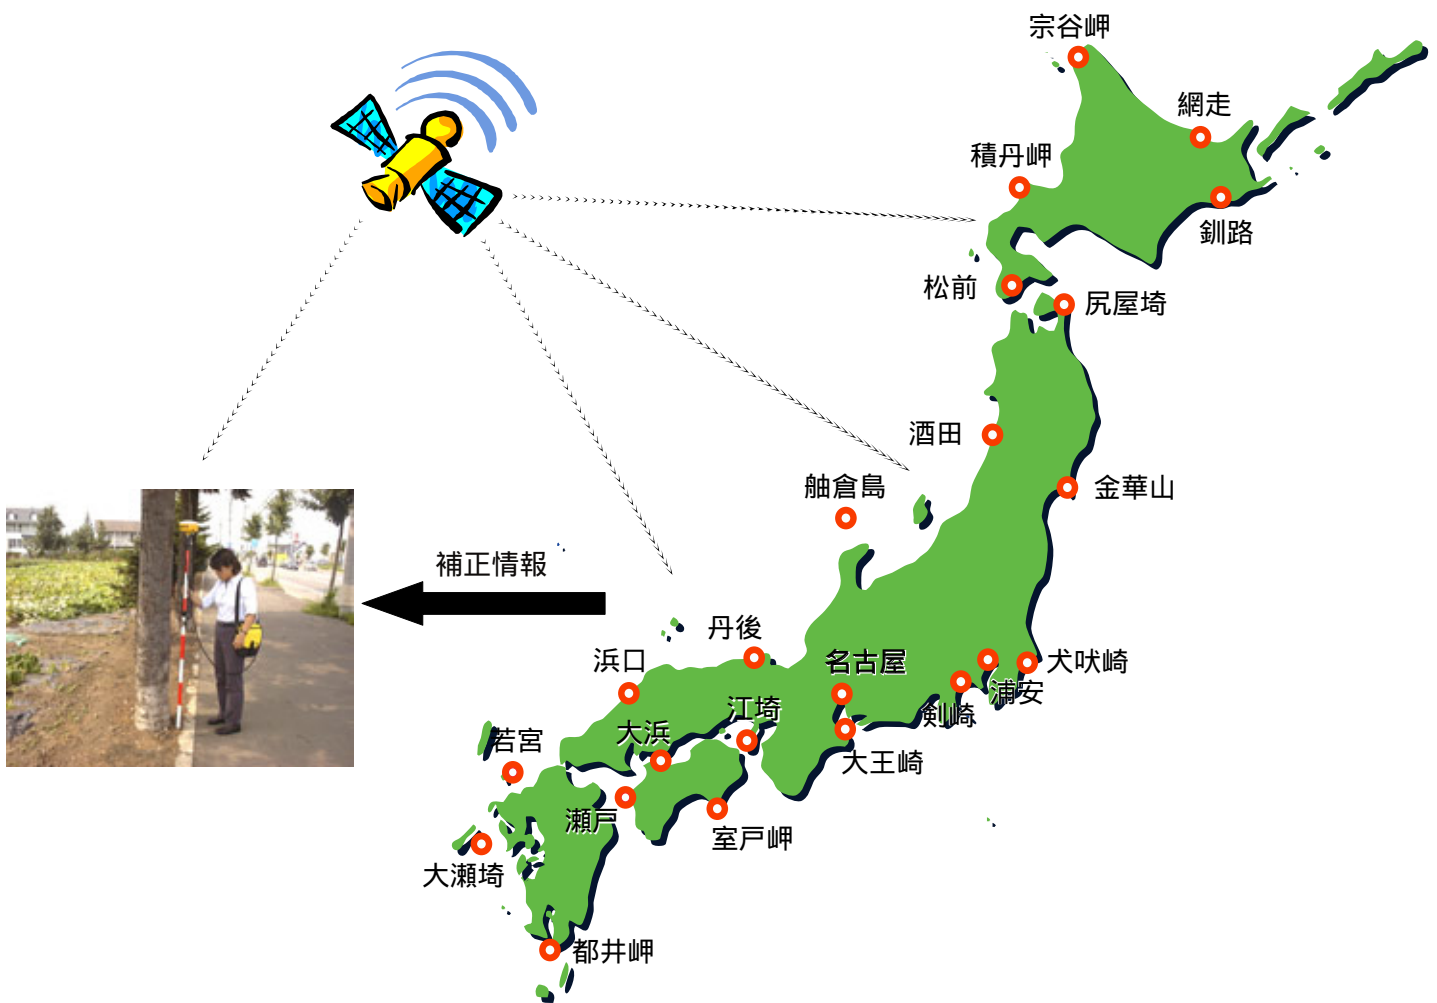 宗谷岬
網走
積丹岬
釧路
松前
尻屋埼
酒田
舳倉島
金華山
補正情報
丹後
浜口
名古屋
犬吠崎
浦安
剣崎
江埼
大浜
若宮
大王崎
瀬戸
室戸岬
大瀬埼
都井岬